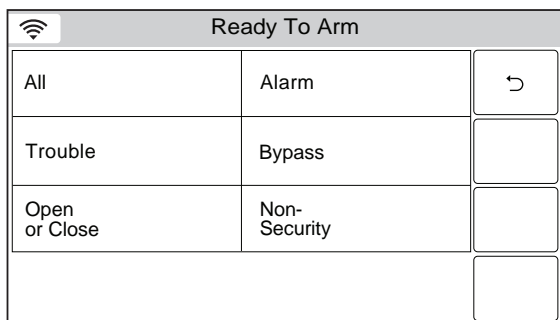 Ready To Arm
All
Alarm
Trouble
Bypass
Open
or Close
Non-
Security